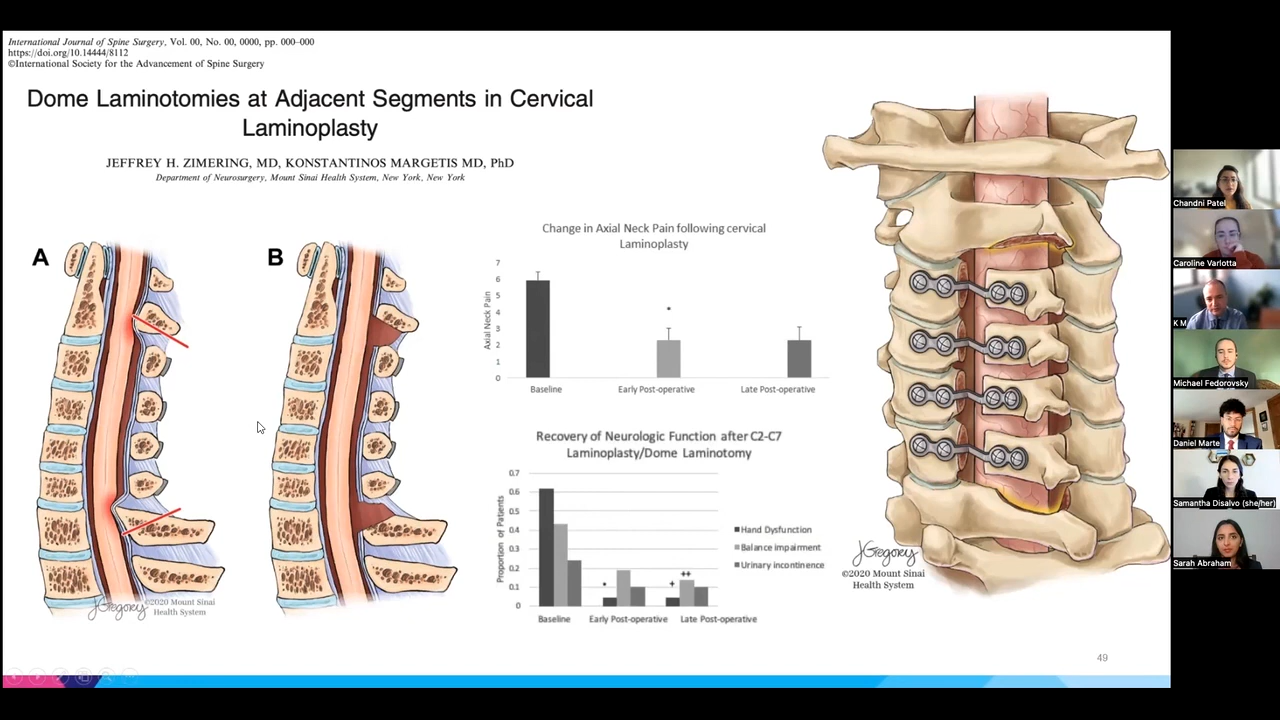 International Journal of Spine Surgery, Vol. 00, No. 00, 0000, pp. 000–000
https://doi.org/10.14444/8112
©International Society for the Advancement of Spine Surgery
Dome Laminotomies at Adjacent Segments in Cervical
Laminoplasty
JEFFREY H. ZIMERING, MD, KONSTANTINOS MARGETIS MD, PhD
Department of Neurosurgery, Mount Sinai Health System, New York, New York
A
B
JGregory
©2020 Mount Sinai
Health System
Change in Axial Neck Pain following cervical
Laminoplasty
Axial Neck Pain
7
6
5
4
3
2
1
0
*
Baseline
Early Post-operative
Late Post-operative
Recovery of Neurologic Function after C2-C7
Laminoplasty/Dome Laminotomy
Proportion of Patients
0.7
0.6
0.5
0.4
0.3
0.2
0.1
0
*
+
++
Baseline
Early Post-operative
Late Post-operative
Hand Dysfunction
Balance impairment
Urinary incontinence
JGregory
©2020 Mount Sinai
Health System
49
Chandni Patel
Caroline Varlotta
K M
Michael Fedorovsky
Daniel Marte
Samantha Disalvo (she/her)
Sarah Abraham